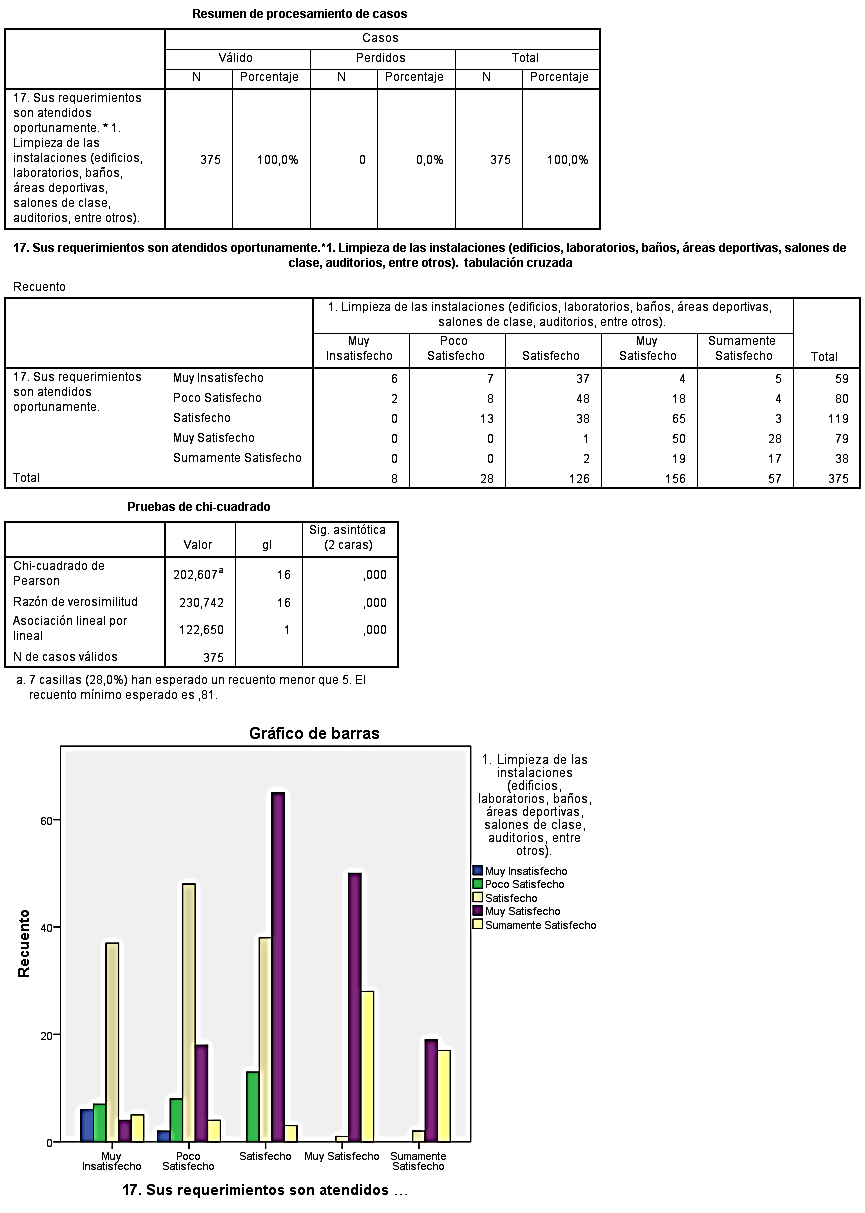 Resumen de procesamiento de casos
Casos
Válido Perdidos Total
N Porcentaje N Porcentaje N Porcentaje
17. Sus requerimientos
son atendidos
oportunamente. * 1.
Limpieza de las
instalaciones (edificios,
laboratorios, baños,
áreas deportivas,
salones de clase,
auditorios, entre otros).
375 100,0% 0 0,0% 375 100,0%
17. Sus requerimientos son atendidos oportunamente.*1. Limpieza de las instalaciones (edificios, laboratorios, baños, áreas deportivas, salones de
clase, auditorios, entre otros). tabulación cruzada
Recuento
1. Limpieza de las instalaciones (edificios, laboratorios, baños, áreas deportivas,
salones de clase, auditorios, entre otros).
Muy
Insatisfecho
Poco
Satisfecho
Satisfecho
Muy
Satisfecho
Sumamente
Satisfecho
Total
17. Sus requerimientos
son atendidos
oportunamente.
Muy Insatisfecho 6 7 37 4 5 59
Poco Satisfecho 2 8 48 18 4 80
Satisfecho 0 13 38 65 3 119
Muy Satisfecho 0 0 1 50 28 79
Sumamente Satisfecho 0 0 2 19 17 38
Total 8 28 126 156 57 375
Pruebas de chi-cuadrado
Valor gl Sig. asintótica
(2 caras)
Chi-cuadrado de
Pearson
202,607a 16 ,000
Razón de verosimilitud 230,742 16 ,000
Asociación lineal por
lineal
122,650 1 ,000
N de casos válidos 375
a. 7 casillas (28,0%) han esperado un recuento menor que 5. El
recuento mínimo esperado es ,81.
Gráfico de barras
1. Limpieza de las
instalaciones
(edificios,
laboratorios, baños,
áreas deportivas,
salones de clase,
auditorios, entre
otros).
Muy Insatisfecho
Poco Satisfecho
Satisfecho
Muy Satisfecho
Sumamente Satisfecho
Recuento
60
40
20
0
Muy
Insatisfecho
Poco
Satisfecho
Satisfecho
Muy Satisfecho
Sumamente
Satisfecho
17. Sus requerimientos son atendidos ...